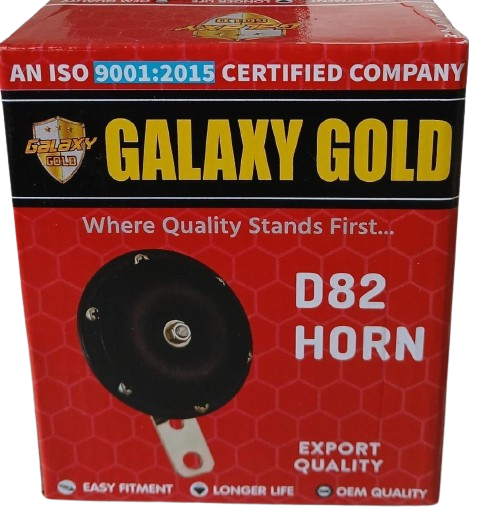 AN ISO 9001:2015 CERTIFIED COMPANY
GALAXY
GOLD
GALAXY GOLD
Where Quality Stands First...
D82
HORN
EXPORT
QUALITY
EASY FITMENT
LONGER LIFE
OEM QUALITY